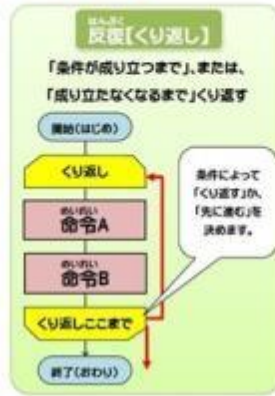 はんぷく
反復【くり返し】
「条件が成り立つまで」、または、
「成り立たなくなるまで」くり返す
開始(はじめ)
くり返し
めいれい
命令A
めいれい
命令B
くり返しここまで
終了(おわり)
条件によって
「くり返す」か、
「先に進む」を
決めます。